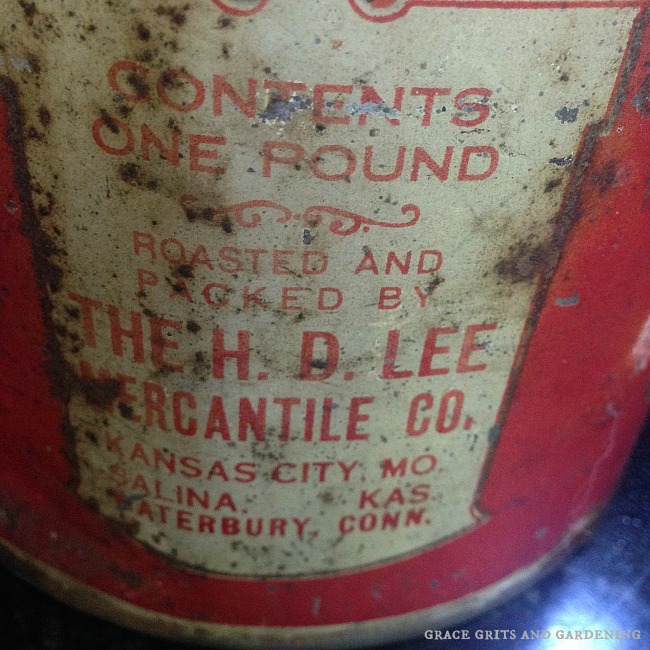 CONTENTS
ONE POUND
ROASTED AND
PACKED BY
THE H. D. LEE
MERCANTILE CO.
KANSAS CITY, MO.
SALINA. KAS.
WATERBURY, CONN.
GRACE GRITS AND GARDENING